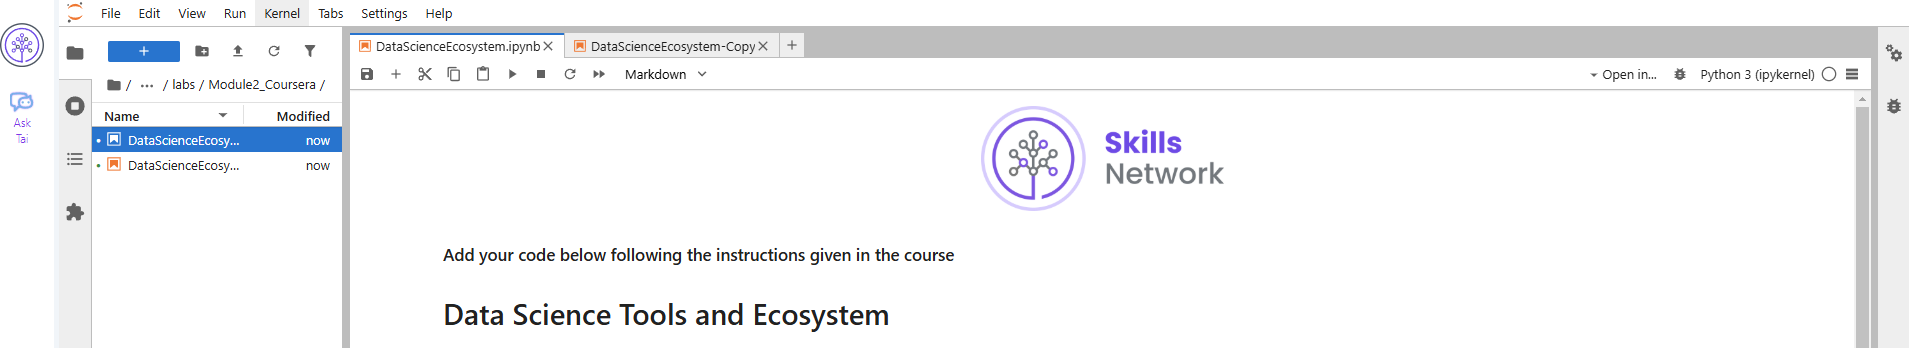 File Edit View Run Kernel Tabs Settings Help
Ask
Tai
/ ... / labs / Module2_Coursera /
Name Modified
DataScienceEcosy... now
DataScienceEcosy... now
DataScienceEcosystem.ipynb DataScienceEcosystem-Copy
Markdown Open in... Python 3 (ipykernel)
Skills
Network
Add your code below following the instructions given in the course
Data Science Tools and Ecosystem